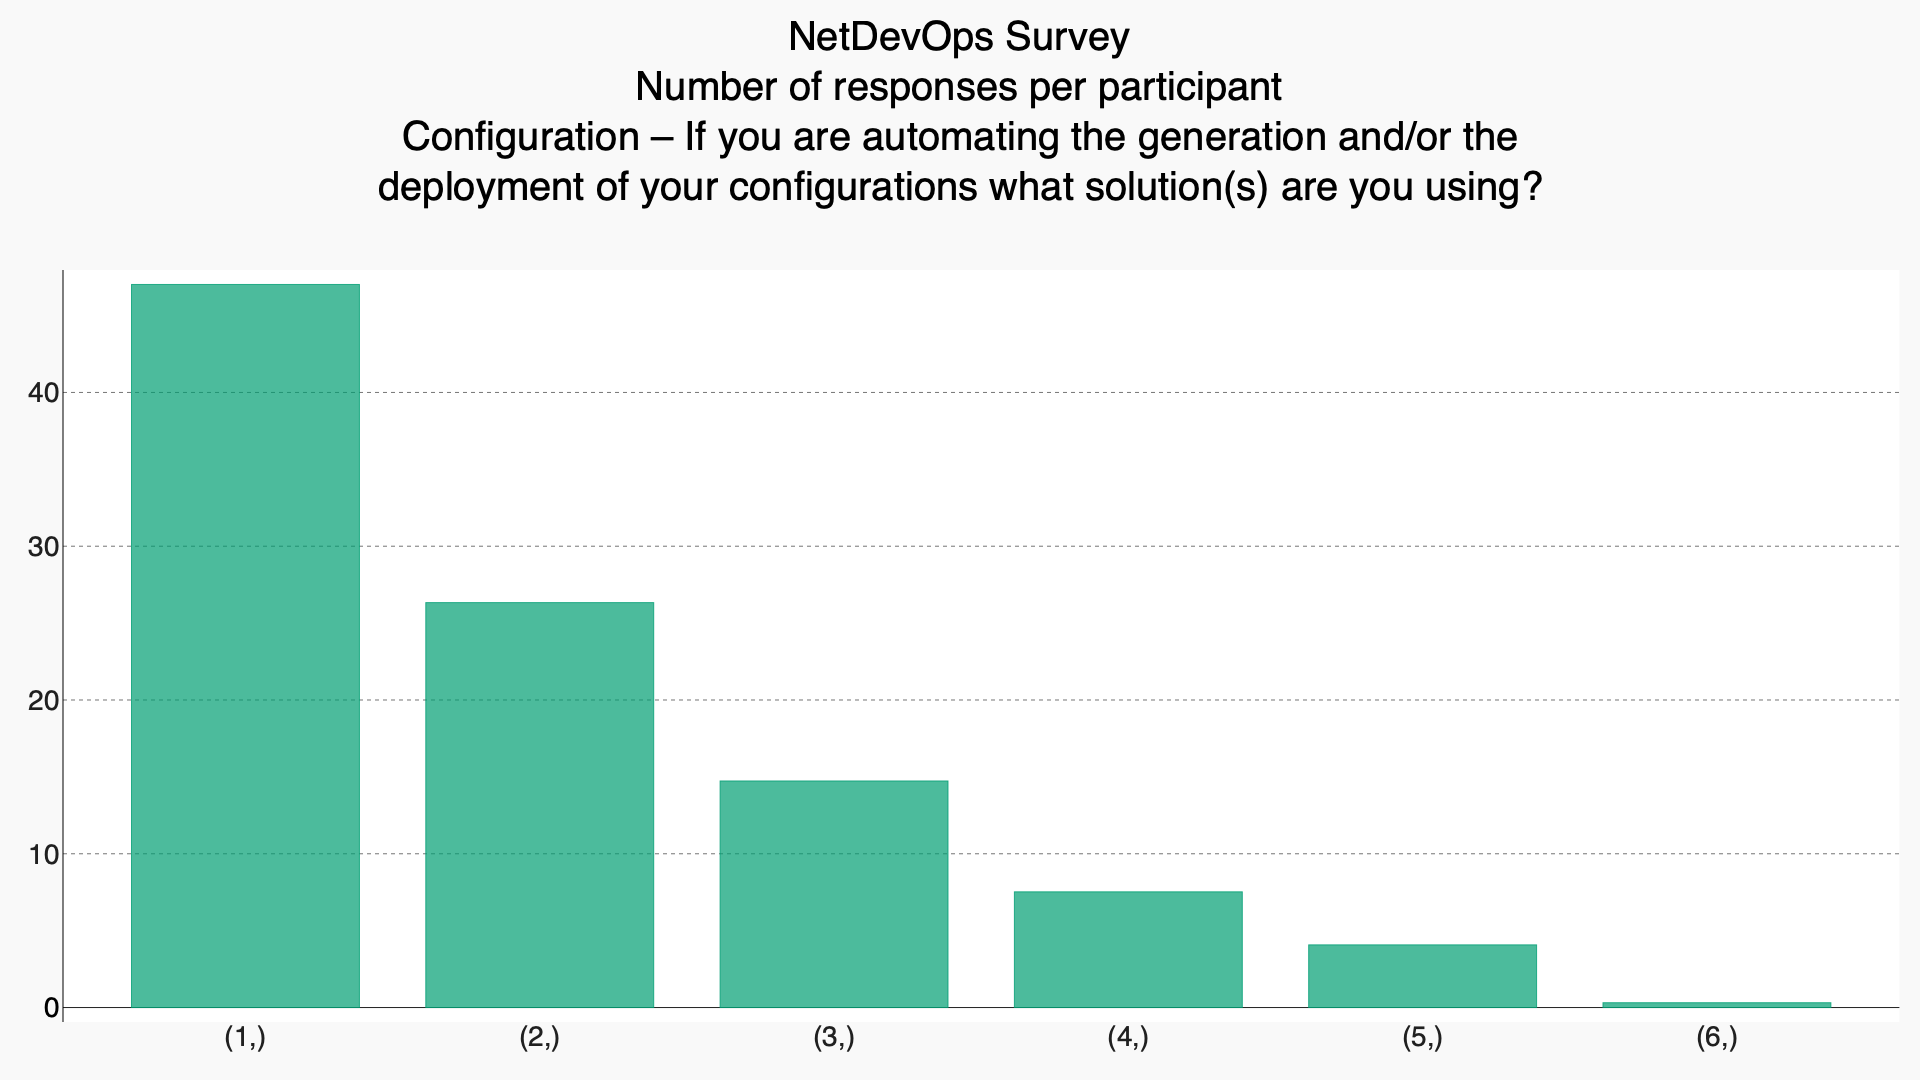 NetDevOps Survey
Number of responses per participant
Configuration – If you are automating the generation and/or the
deployment of your configurations what solution(s) are you using?
40
30
20
10
0
(1,) (2,) (3,) (4,) (5,) (6,)